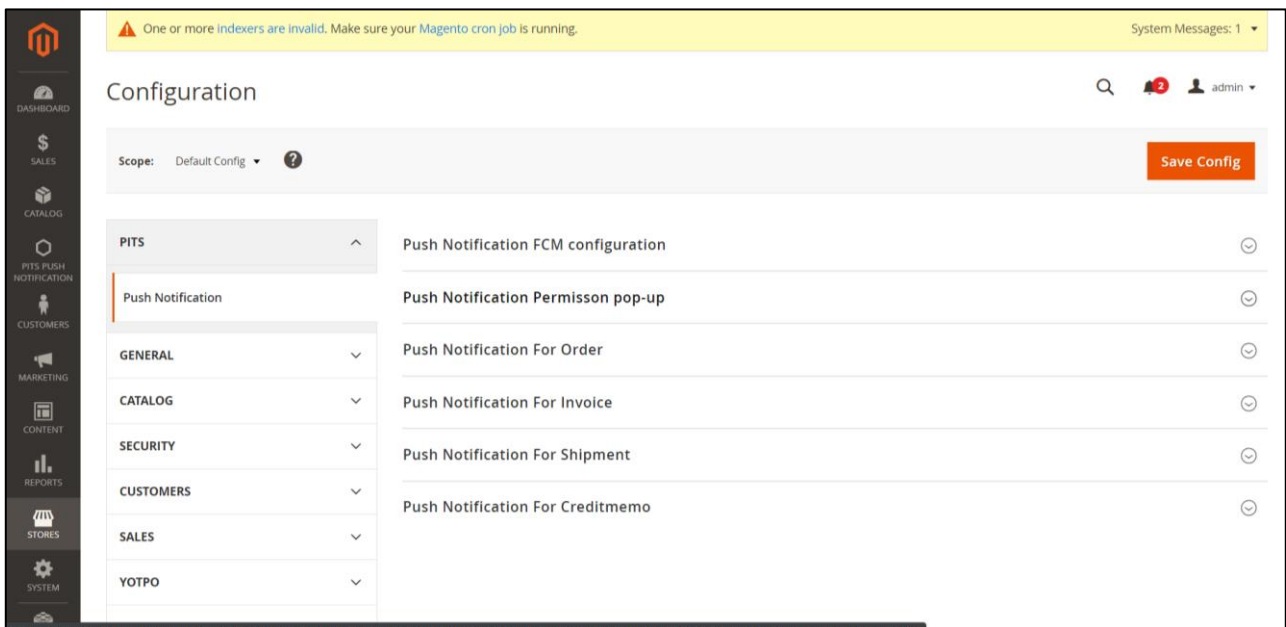 One or more indexers are invalid. Make sure your Magento cron job is running.
System Messages: 1
Configuration
2
admin
Scope: Default Config ?
Save Config
DASHBOARD
SALES
CATALOG
PITS PUSH
NOTIFICATION
CUSTOMERS
MARKETING
CONTENT
REPORTS
STORES
SYSTEM
PITS
Push Notification
GENERAL
CATALOG
SECURITY
CUSTOMERS
SALES
YOTPO
Push Notification FCM configuration
Push Notification Permisson pop-up
Push Notification For Order
Push Notification For Invoice
Push Notification For Shipment
Push Notification For Creditmemo